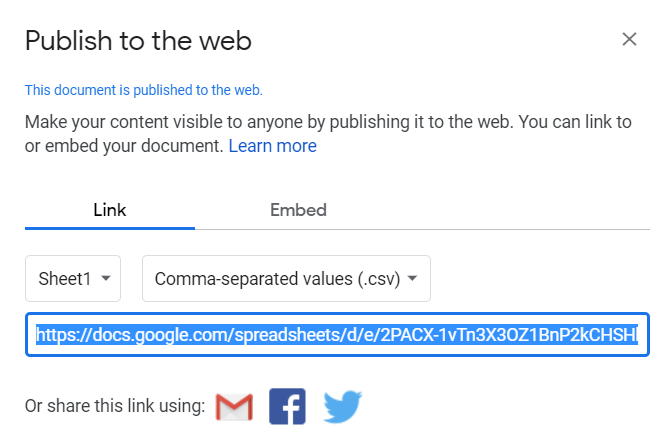 Publish to the web
This document is published to the web.
Make your content visible to anyone by publishing it to the web. You can link to
or embed your document. Learn more
Link Embed
Sheet1 Comma-separated values (.csv)
https://docs.google.com/spreadsheets/d/e/2PACX-1vTn3X3OZ1BnP2kCHSH
Or share this link using: